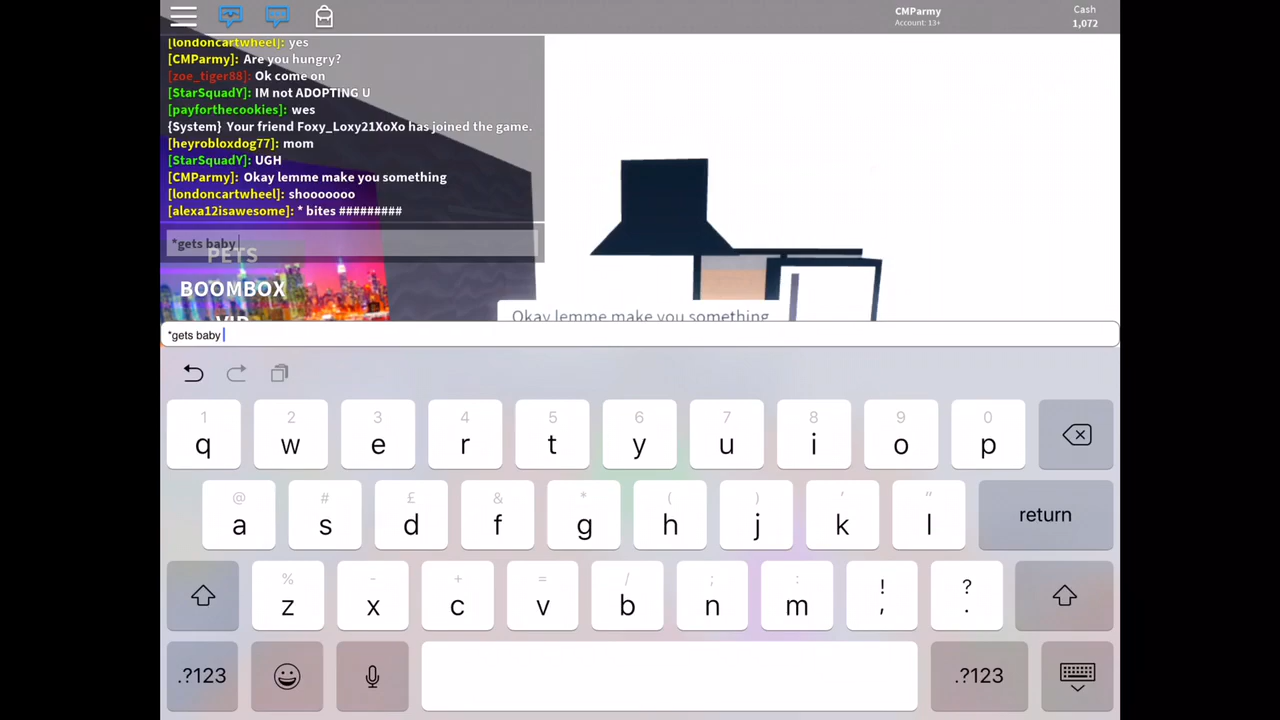 CMParmy
Account: 13+
Cash
1,072
[londoncartwheel]: yes
[CMParmy]: Are you hungry?
[zoe_tiger88]: Ok come on
[StarSquadY]: IM not ADOPTING U
[payforthecookies]: wes
{System} Your friend Foxy_Loxy21XoXo has joined the game.
[heyrobloxdog77]: mom
[StarSquadY]: UGH
[CMParmy]: Okay lemme make you something
[londoncartwheel]: shooooooo
[alexa12isawesome]: * bites #########
*gets baby
PETS
BOOMBOX
VIP
Okay lemme make you something
*gets baby
1 2 3 4 5 6 7 8 9 0
q w e r t y u i o p
@ # £ & * ( ) ' "
a s d f g h j k l return
% - + = / ; : ! ?
z x c v b n m , .
.?123 .?123